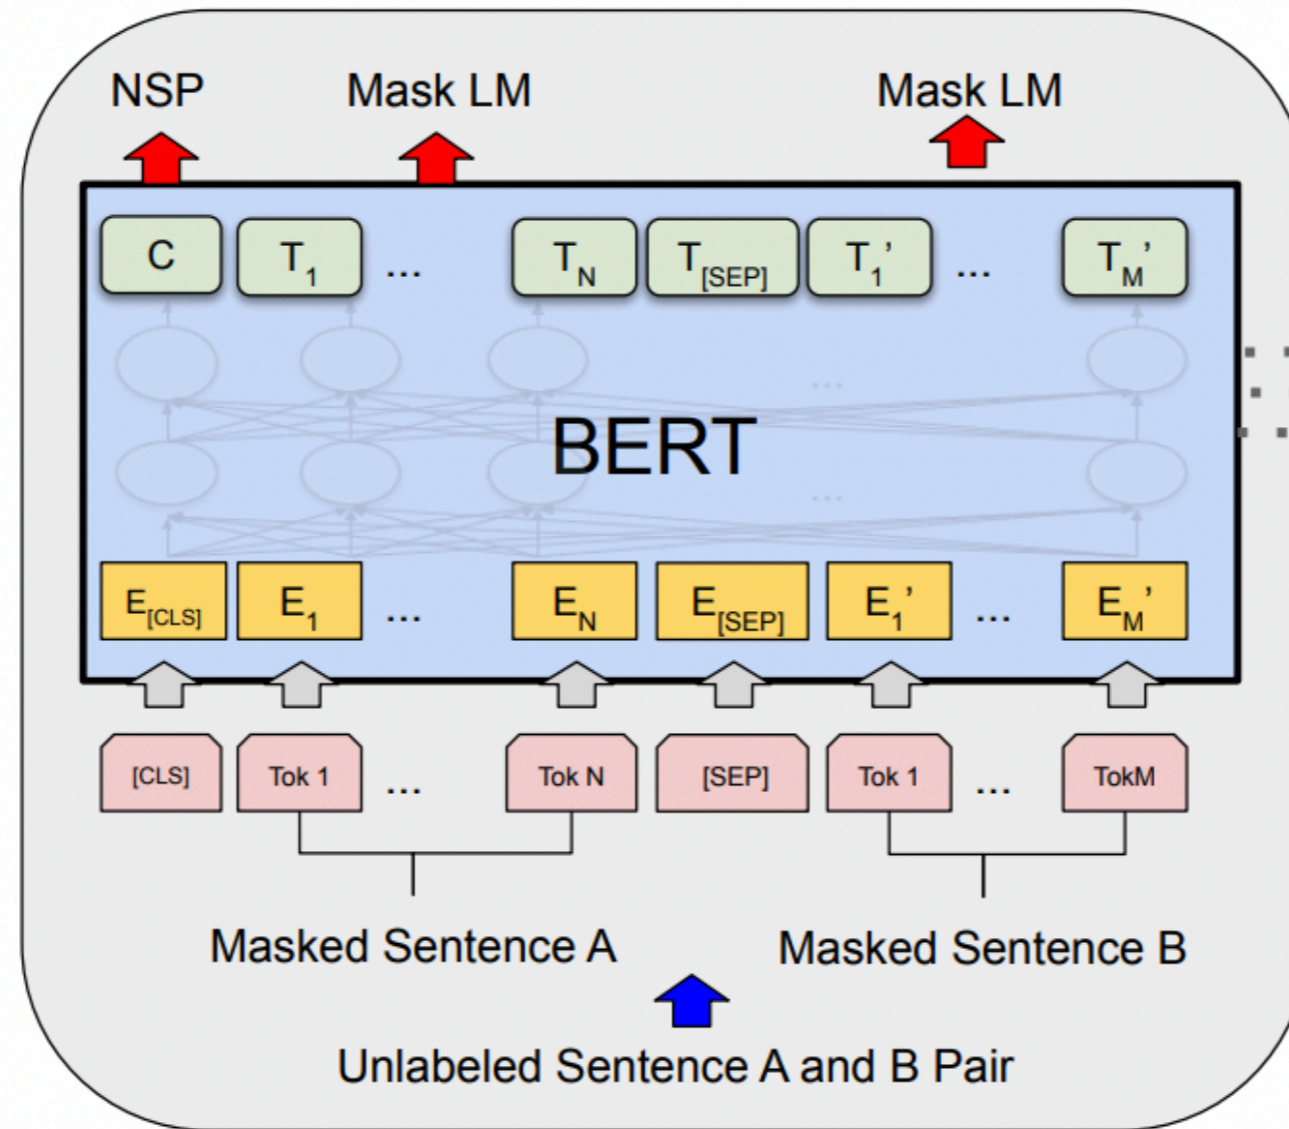 NSP Mask LM Mask LM
C T1 ... TN T[SEP] T1’ ... TM’
...
BERT
...
E[CLS] E1 ... EN E[SEP] E1’ ... EM’
[CLS] Tok 1 ... Tok N [SEP] Tok 1 ... TokM
Masked Sentence A Masked Sentence B
Unlabeled Sentence A and B Pair